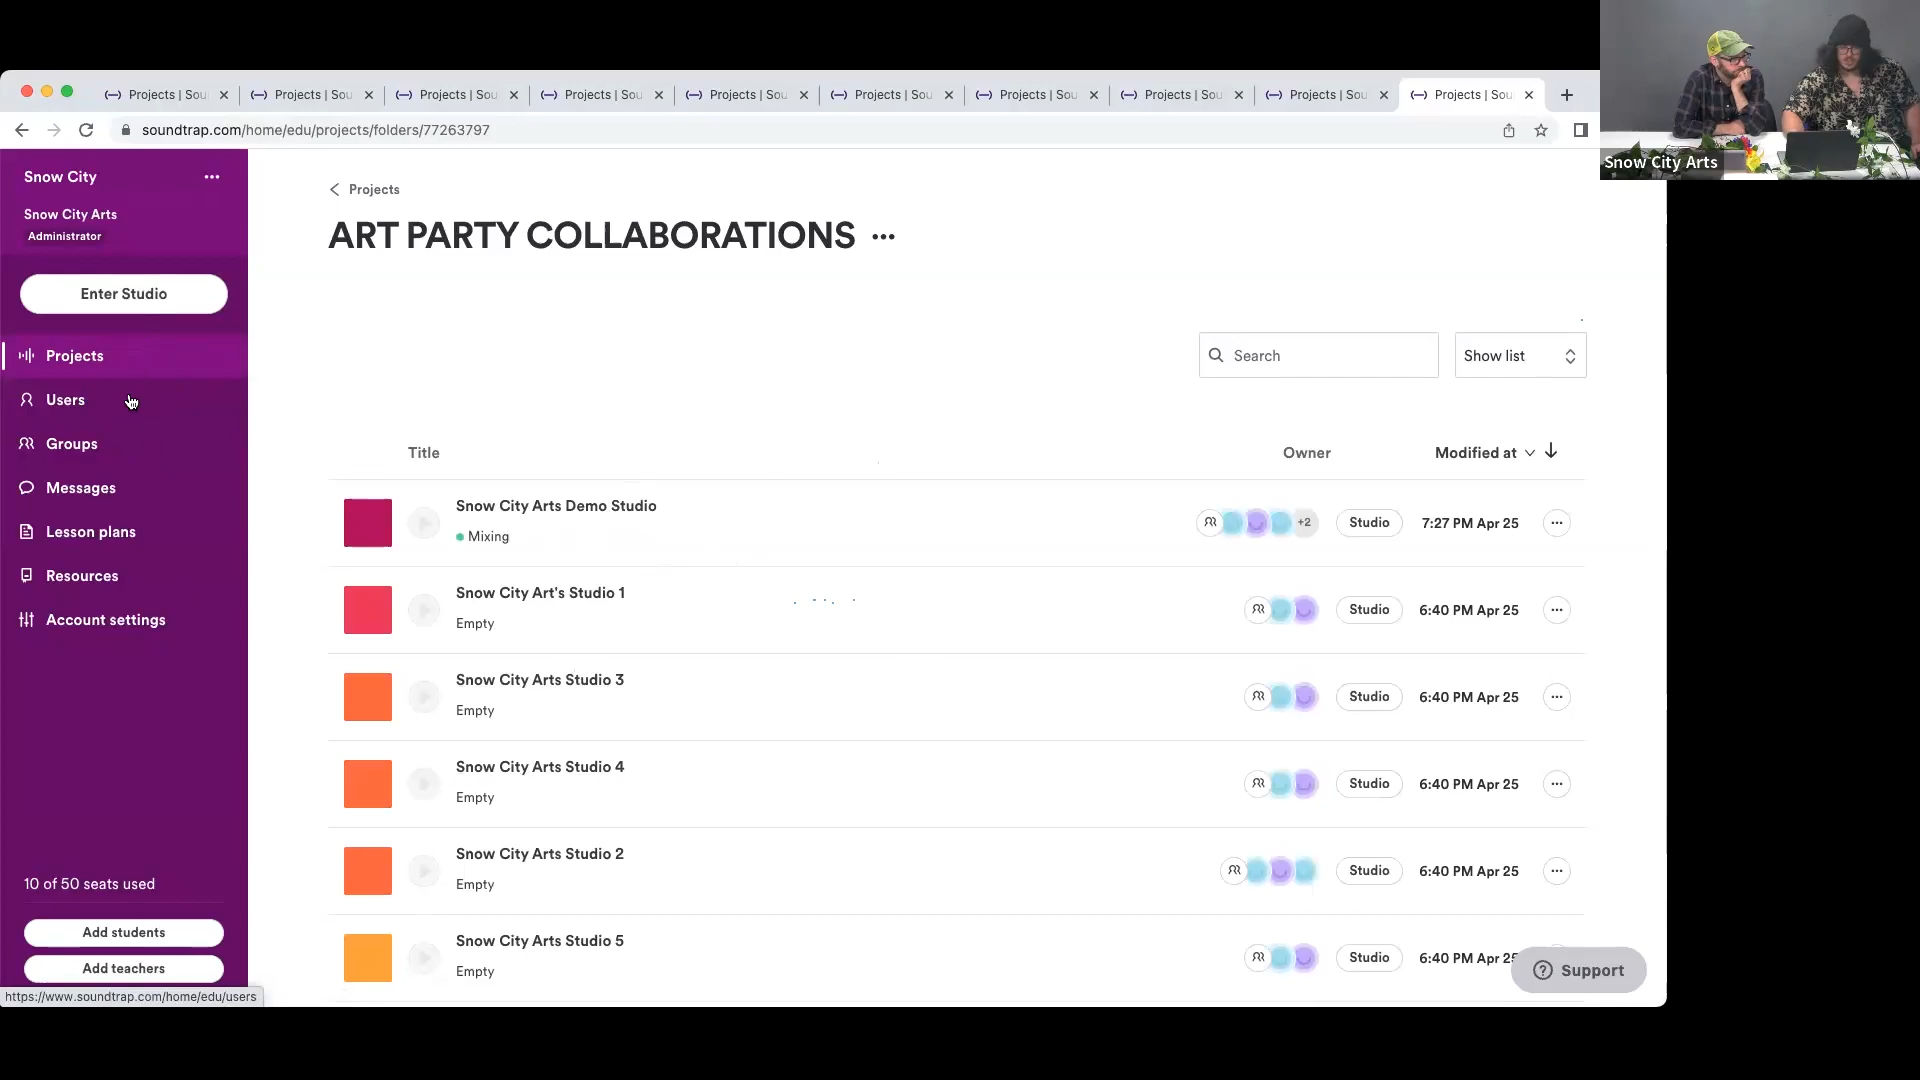 Projects | Sou
Projects | Sou
Projects | Sou
Projects | Sou
Projects | Sou
Projects | Sou
Projects | Sou
Projects | Sou
Projects | Sou
Projects | Sou
soundtrap.com/home/edu/projects/folders/77263797
Snow City Arts
Snow City
Snow City Arts
Administrator
Enter Studio
Projects
Users
Groups
Messages
Lesson plans
Resources
Account settings
10 of 50 seats used
Add students
Add teachers
https://www.soundtrap.com/home/edu/users
Projects
ART PARTY COLLABORATIONS
Search
Show list
Title Owner Modified at
Snow City Arts Demo Studio
Mixing
+2 Studio 7:27 PM Apr 25
Snow City Art's Studio 1
Empty
Studio 6:40 PM Apr 25
Snow City Arts Studio 3
Empty
Studio 6:40 PM Apr 25
Snow City Arts Studio 4
Empty
Studio 6:40 PM Apr 25
Snow City Arts Studio 2
Empty
Studio 6:40 PM Apr 25
Snow City Arts Studio 5
Empty
Studio 6:40 PM Apr 25
Support